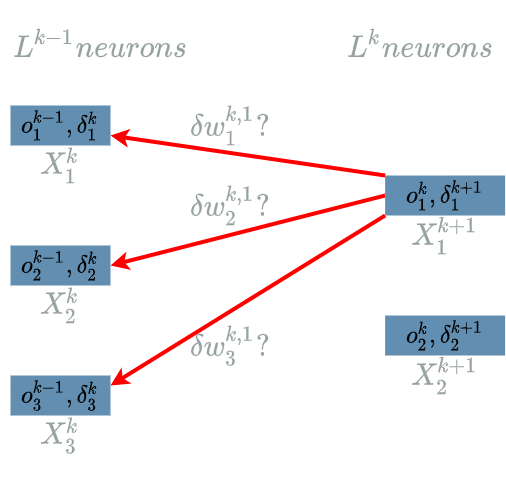 L^{k-1} neurons
L^k neurons
o_1^{k-1}, δ_1^k
X_1^k
δw_1^{k,1}?
o_1^k, δ_1^{k+1}
X_1^{k+1}
δw_2^{k,1}?
o_2^{k-1}, δ_2^k
X_2^k
δw_3^{k,1}?
o_2^k, δ_2^{k+1}
X_2^{k+1}
o_3^{k-1}, δ_3^k
X_3^k